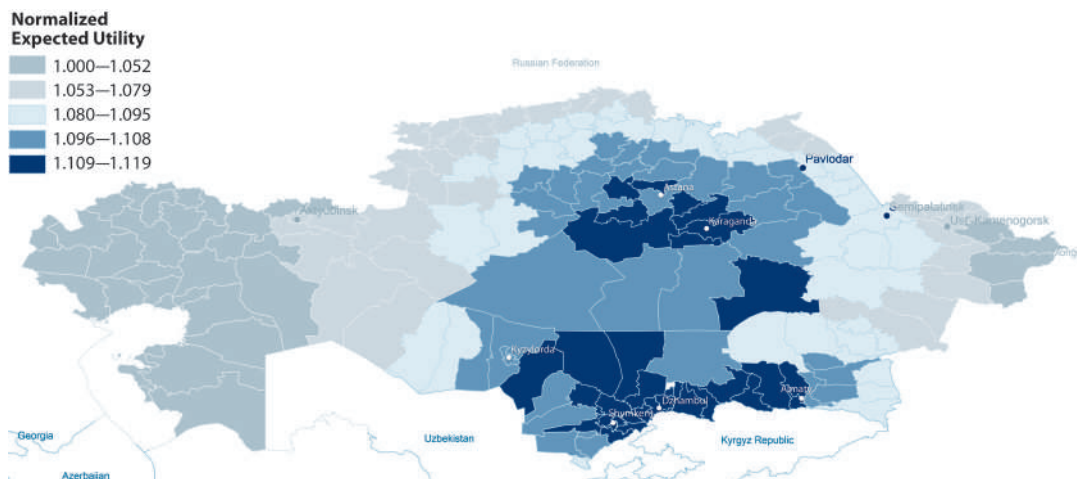 Normalized
Expected Utility
1.000—1.052
1.053—1.079
1.080—1.095
1.096—1.108
1.109—1.119
Russian Federation
Pavlodar
Astana
Semipalatinsk
Aktjubinsk
Karaganda
Ust-Kamenogorsk
Kyzylorda
Almaty
Dzhambul
Shymkent
Georgia
Uzbekistan
Kyrgyz Republic
Azerbaijan